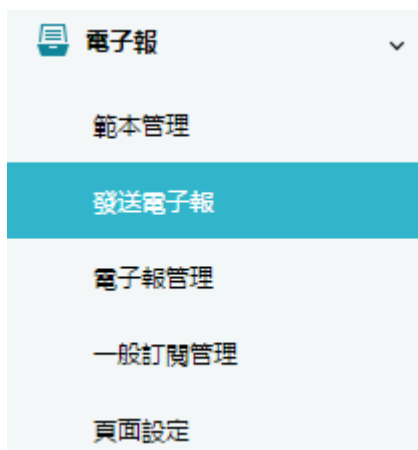 電子報
範本管理
發送電子報
電子報管理
一般訂閱管理
頁面設定